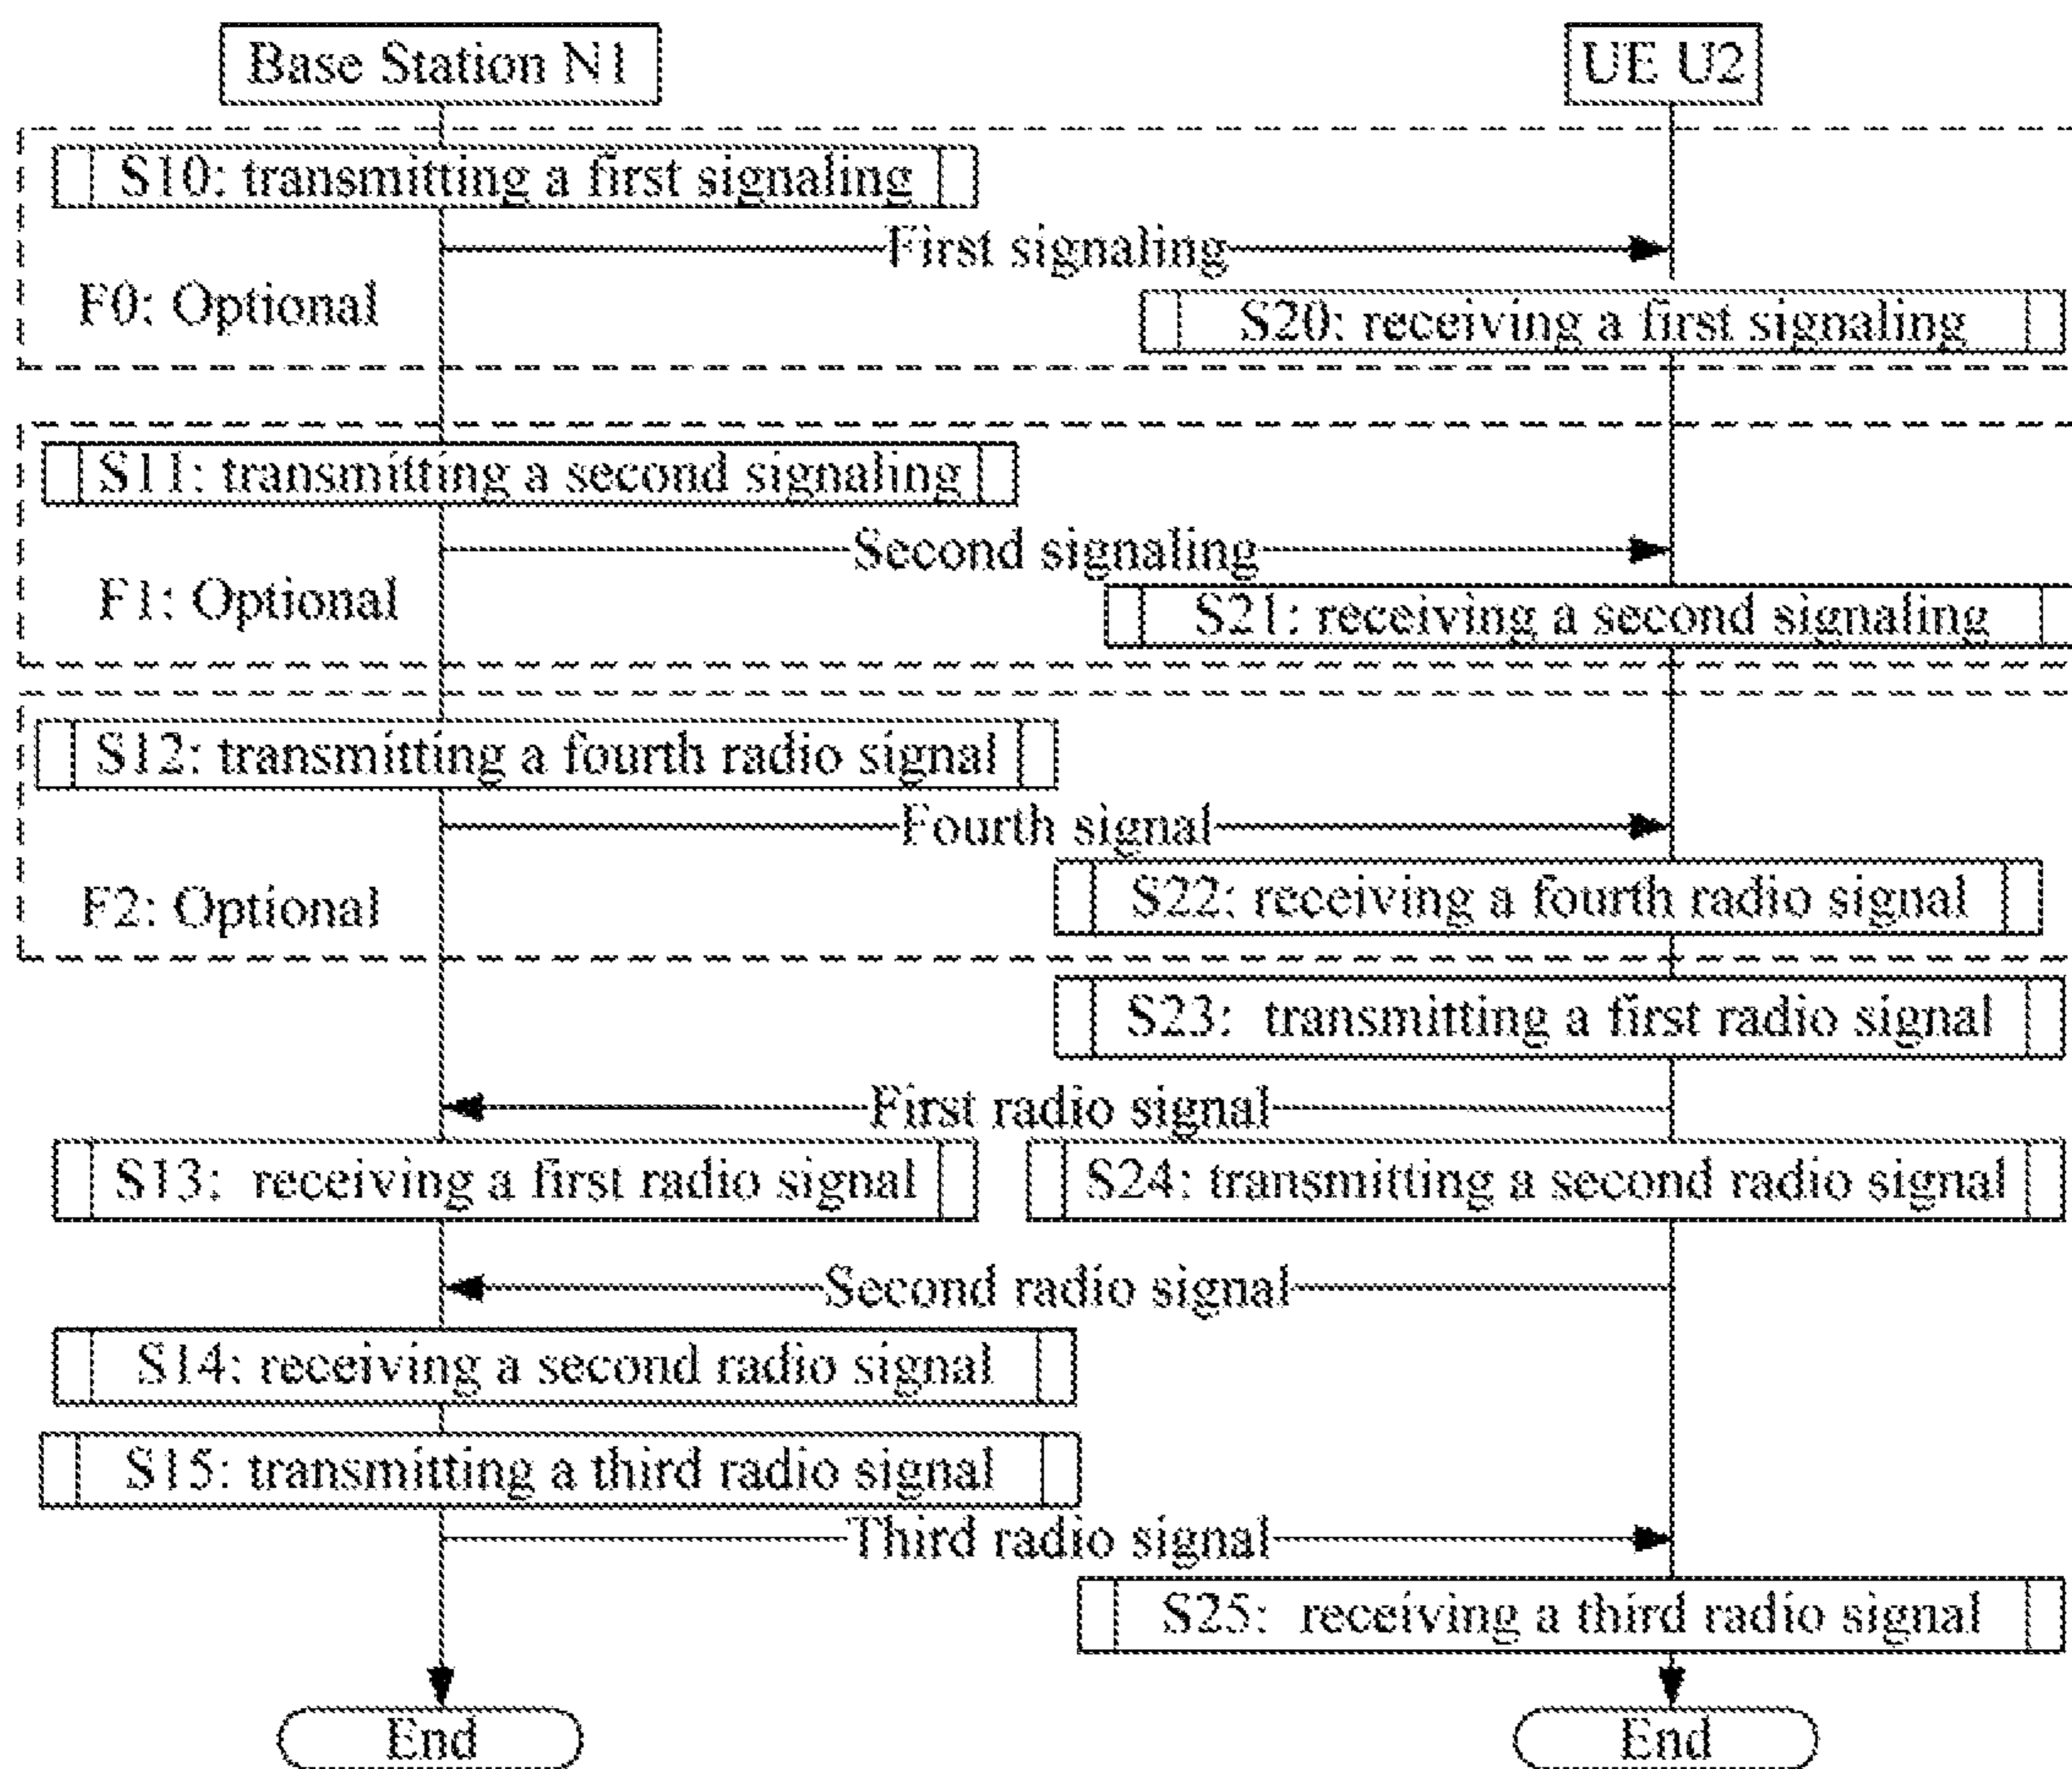 Base Station N1
UE U2
S10: transmitting a first signaling
First signaling
F0: Optional
S20: receiving a first signaling
S11: transmitting a second signaling
Second signaling
F1: Optional
S21: receiving a second signaling
S12: transmitting a fourth radio signal
Fourth signal
F2: Optional
S22: receiving a fourth radio signal
S23: transmitting a first radio signal
First radio signal
S13: receiving a first radio signal
S24: transmitting a second radio signal
Second radio signal
S14: receiving a second radio signal
S15: transmitting a third radio signal
Third radio signal
S25: receiving a third radio signal
End
End